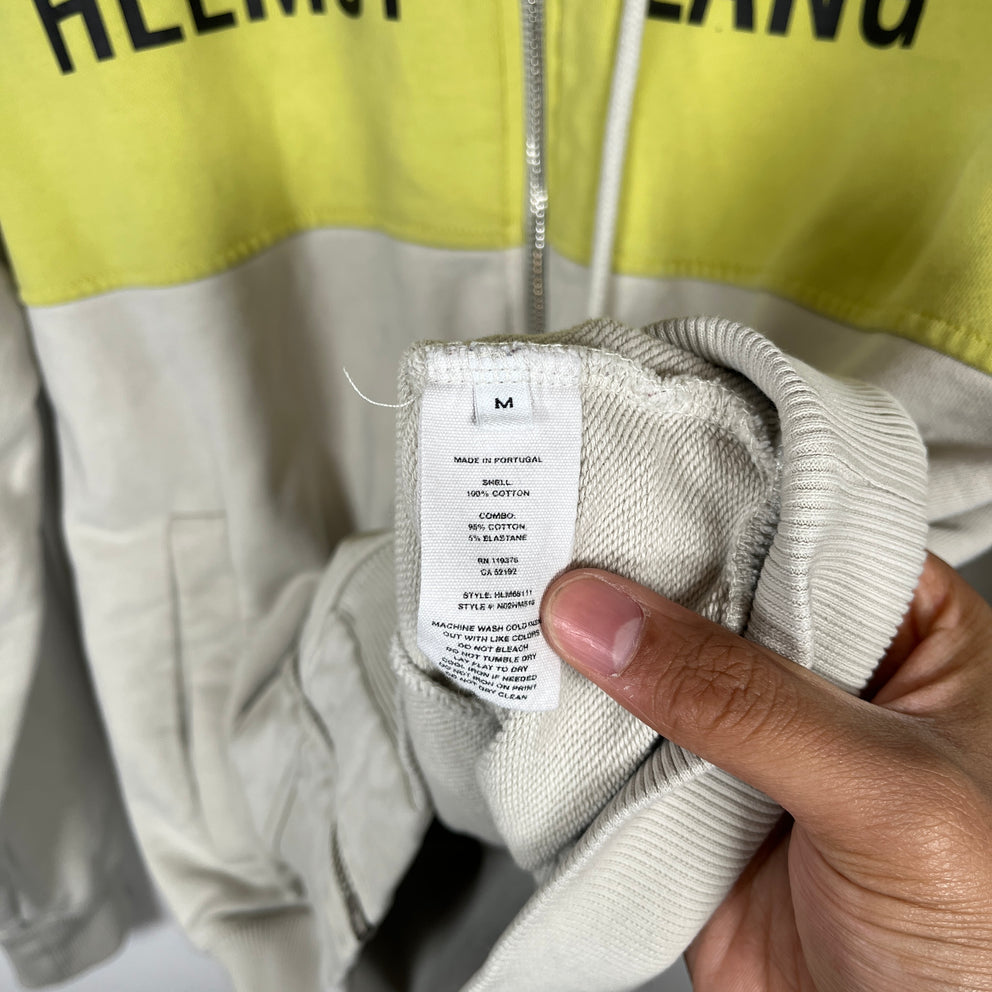 HELMUT LANG
M
MADE IN PORTUGAL
SHELL
100% COTTON
COMBO:
95% COTTON
5% ELASTANE
RN 119376
CA 52192
STYLE: HLM66111
STYLE #:
MACHINE WASH COLD
OUT WITH LIKE COLORS
DO NOT BLEACH
DO NOT TUMBLE DRY
LAY FLAT TO DRY
COOL IRON IF NEEDED
DO NOT IRON ON PRINT
DO NOT DRY CLEAN